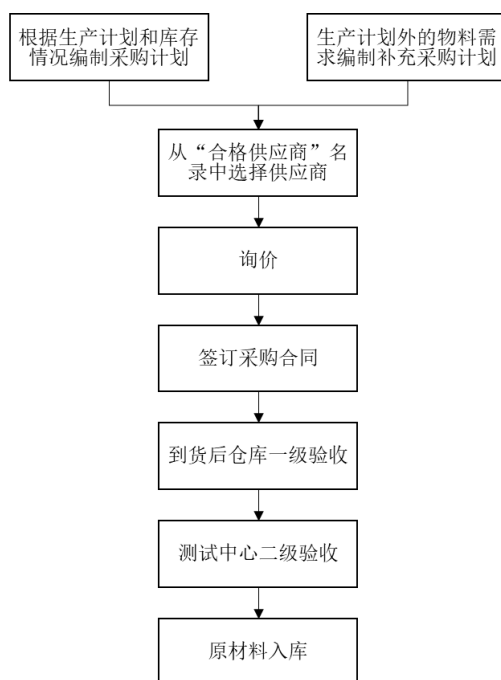 根据生产计划和库存
情况编制采购计划
生产计划外的物料需
求编制补充采购计划
从“合格供应商”名
录中选择供应商
询价
签订采购合同
到货后仓库一级验收
测试中心二级验收
原材料入库